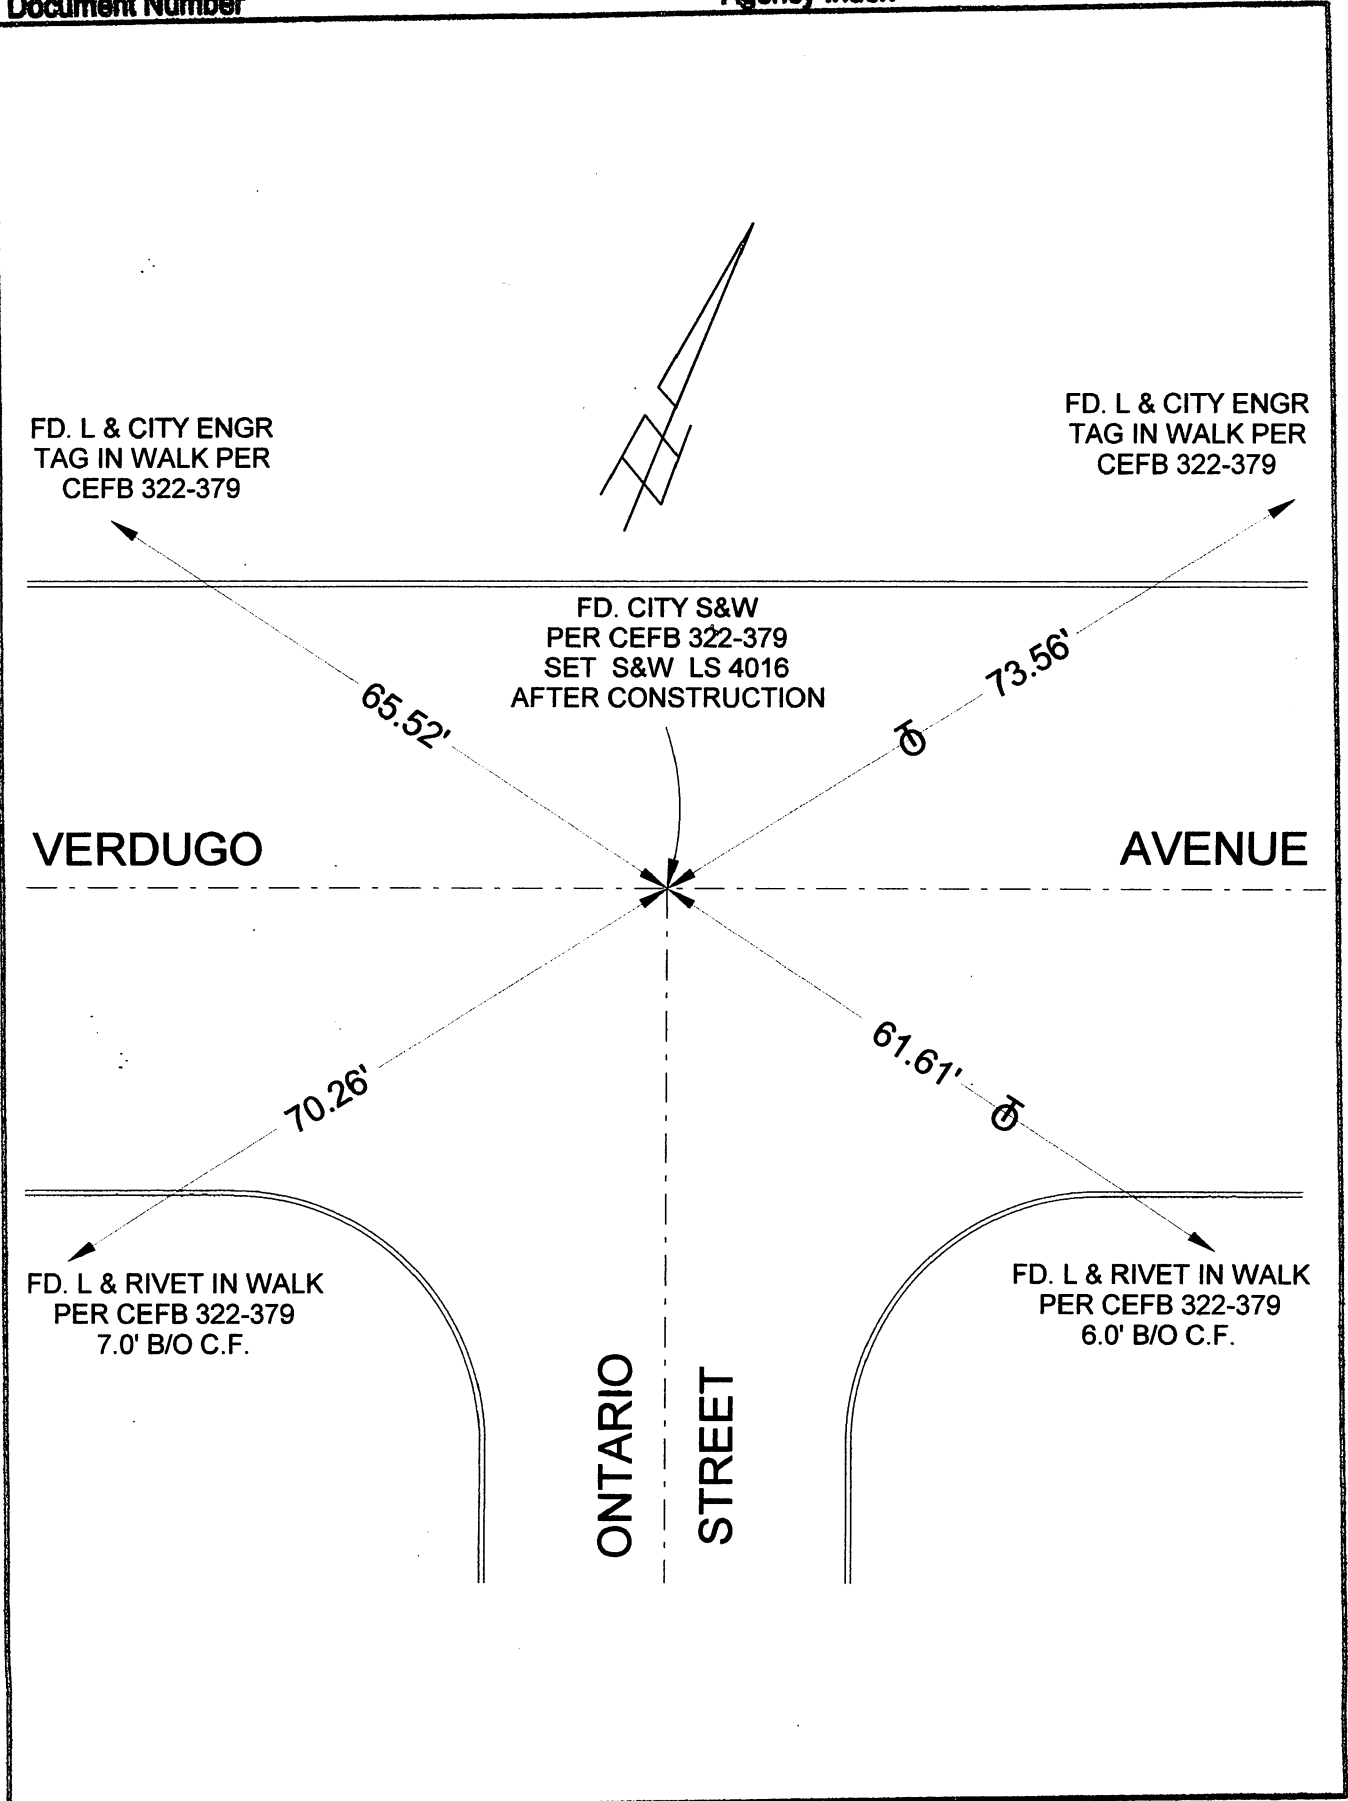 Document Number
Agency Index
FD. L & CITY ENGR
TAG IN WALK PER
CEFB 322-379
FD. L & CITY ENGR
TAG IN WALK PER
CEFB 322-379
FD. CITY S&W
PER CEFB 322-379
SET S&W LS 4016
AFTER CONSTRUCTION
65.52'
73.56'
VERDUGO
AVENUE
70.26'
61.61'
FD. L & RIVET IN WALK
PER CEFB 322-379
7.0' B/O C.F.
FD. L & RIVET IN WALK
PER CEFB 322-379
6.0' B/O C.F.
ONTARIO
STREET